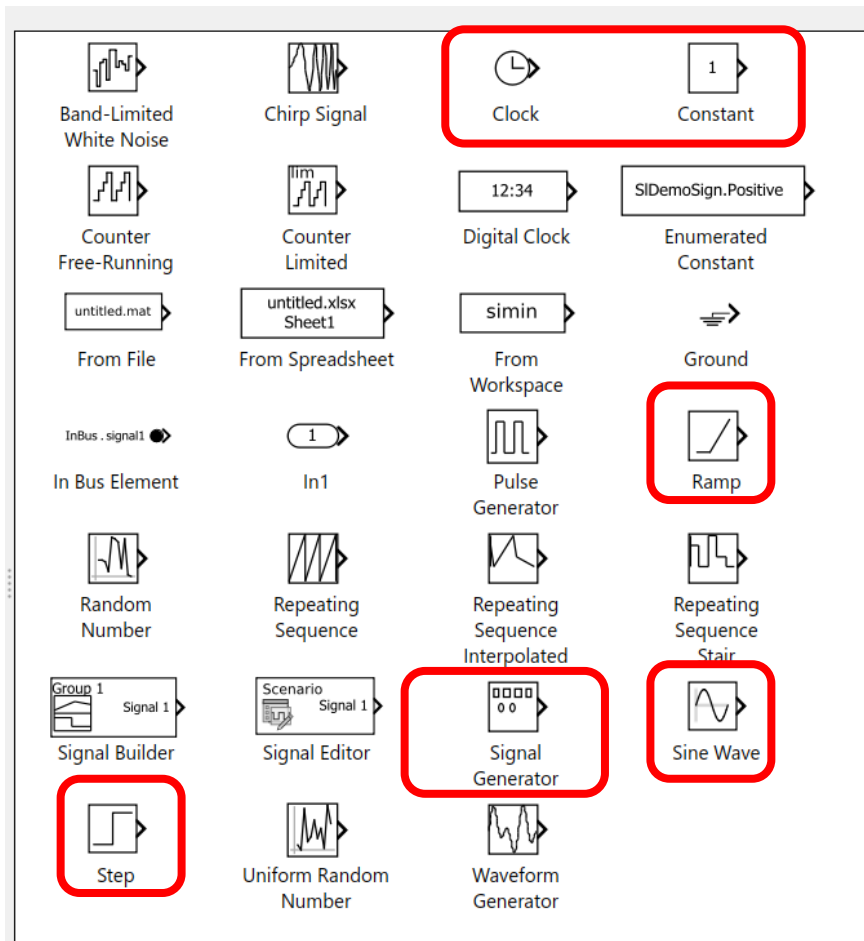 Band-Limited
White Noise
Chirp Signal
Clock
1
Constant
Counter
Free-Running
lim
Counter
Limited
12:34
Digital Clock
SlDemoSign.Positive
Enumerated
Constant
untitled.mat
From File
untitled.xlsx
Sheet1
From Spreadsheet
simin
From
Workspace
Ground
InBus . signal1
In Bus Element
1
In1
Pulse
Generator
Ramp
Random
Number
Repeating
Sequence
Repeating
Sequence
Interpolated
Repeating
Sequence
Stair
Group 1
Signal 1
Signal Builder
Scenario
Signal 1
Signal Editor
Signal
Generator
Sine Wave
Step
Uniform Random
Number
Waveform
Generator